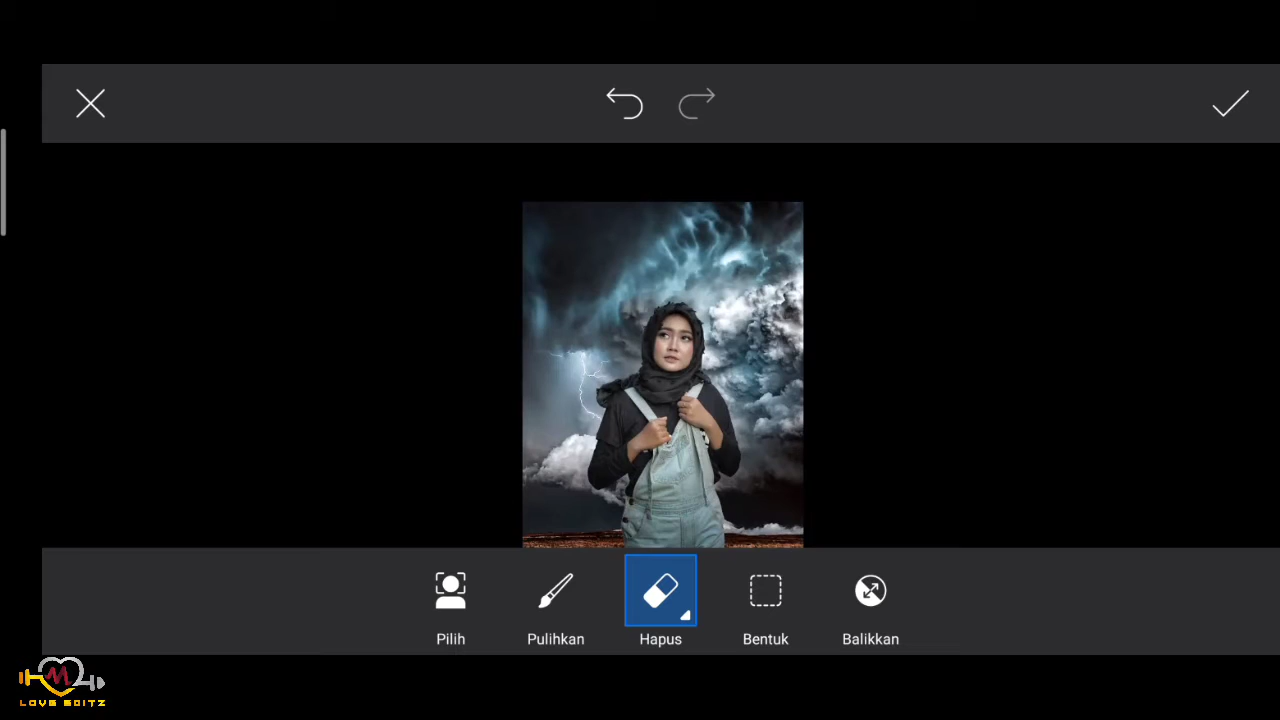 Pilih
Pulihkan
Hapus
Bentuk
Balikkan
M
LOVE EDITZ